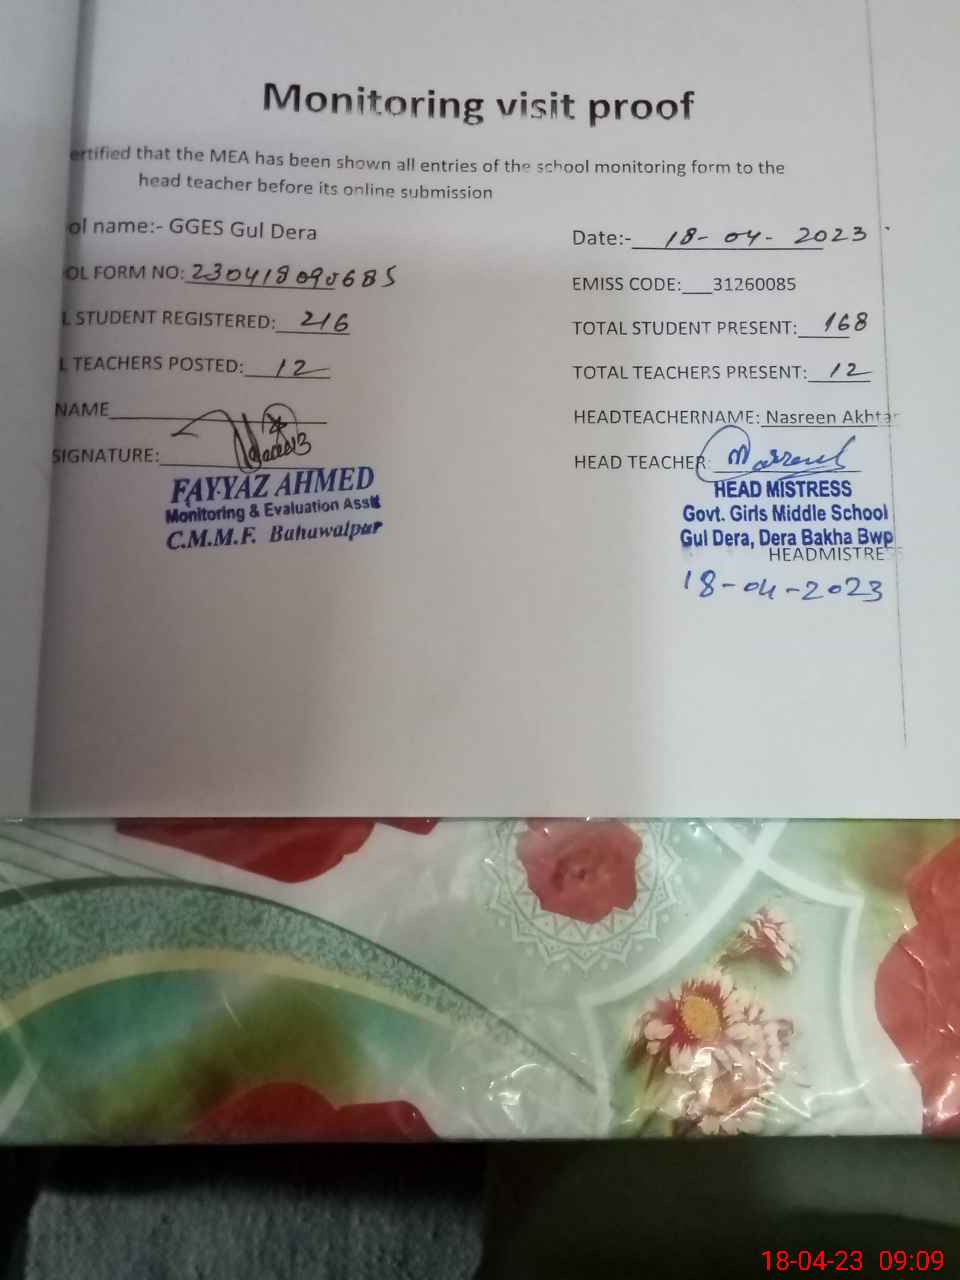 Monitoring visit proof
ertified that the MEA has been shown all entries of the school monitoring form to the
head teacher before its online submission
ol name:- GGES Gul Dera
Date:- 18-04-2023
OL FORM NO: 230418090685
EMISS CODE:___31260085
L STUDENT REGISTERED: 216
TOTAL STUDENT PRESENT: 168
L TEACHERS POSTED: 12
TOTAL TEACHERS PRESENT: 12
NAME
HEADTEACHERNAME: Nasreen Akhtar
SIGNATURE:
HEAD TEACHER:
FAYYAZ AHMED
Monitoring & Evaluation Asstt
C.M.M.F. Bahawalpur
HEAD MISTRESS
Govt. Girls Middle School
Gul Dera, Dera Bakha Bwp
HEADMISTRESS
18-04-2023
18-04-23 09:09